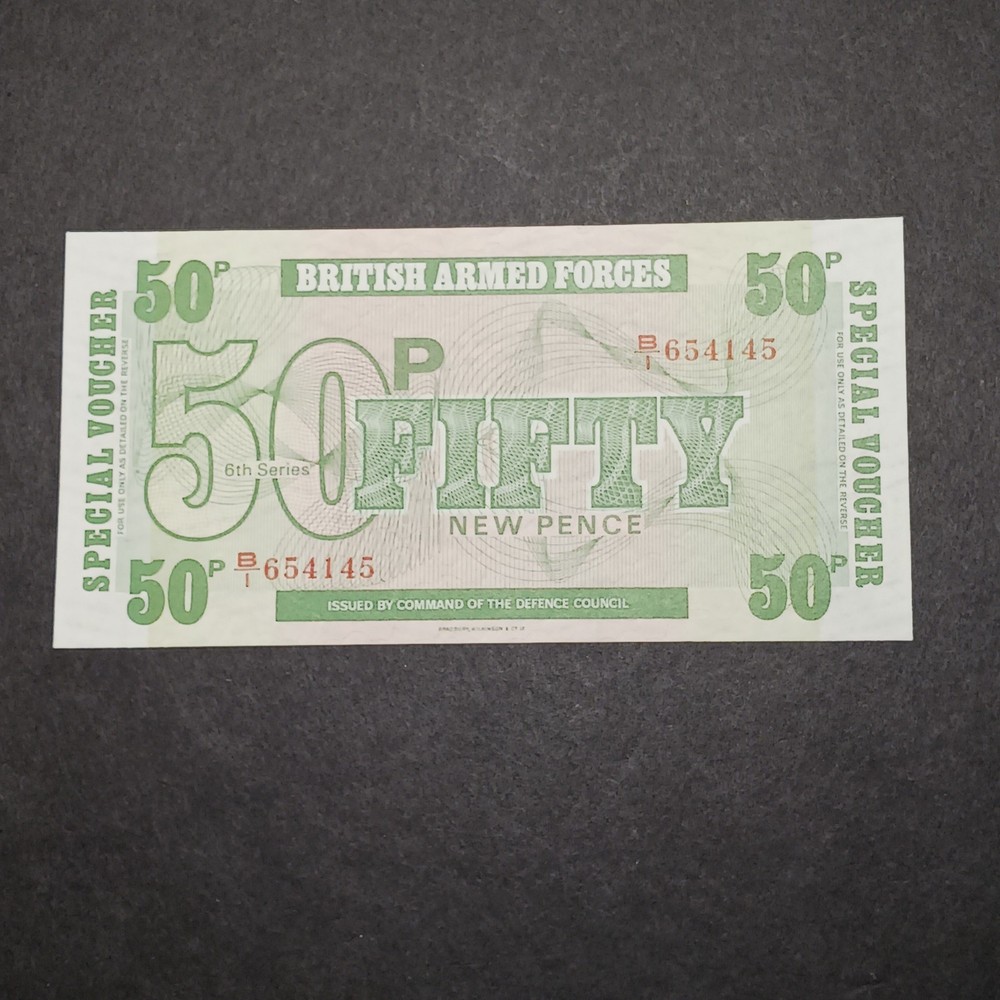 50P
BRITISH ARMED FORCES
50P
SPECIAL VOUCHER
FOR USE ONLY AS DETAILED ON THE REVERSE
B/1 654145
50P
6th Series
FIFTY
NEW PENCE
SPECIAL VOUCHER
FOR USE ONLY AS DETAILED ON THE REVERSE
50P
B/1 654145
50P
ISSUED BY COMMAND OF THE DEFENCE COUNCIL